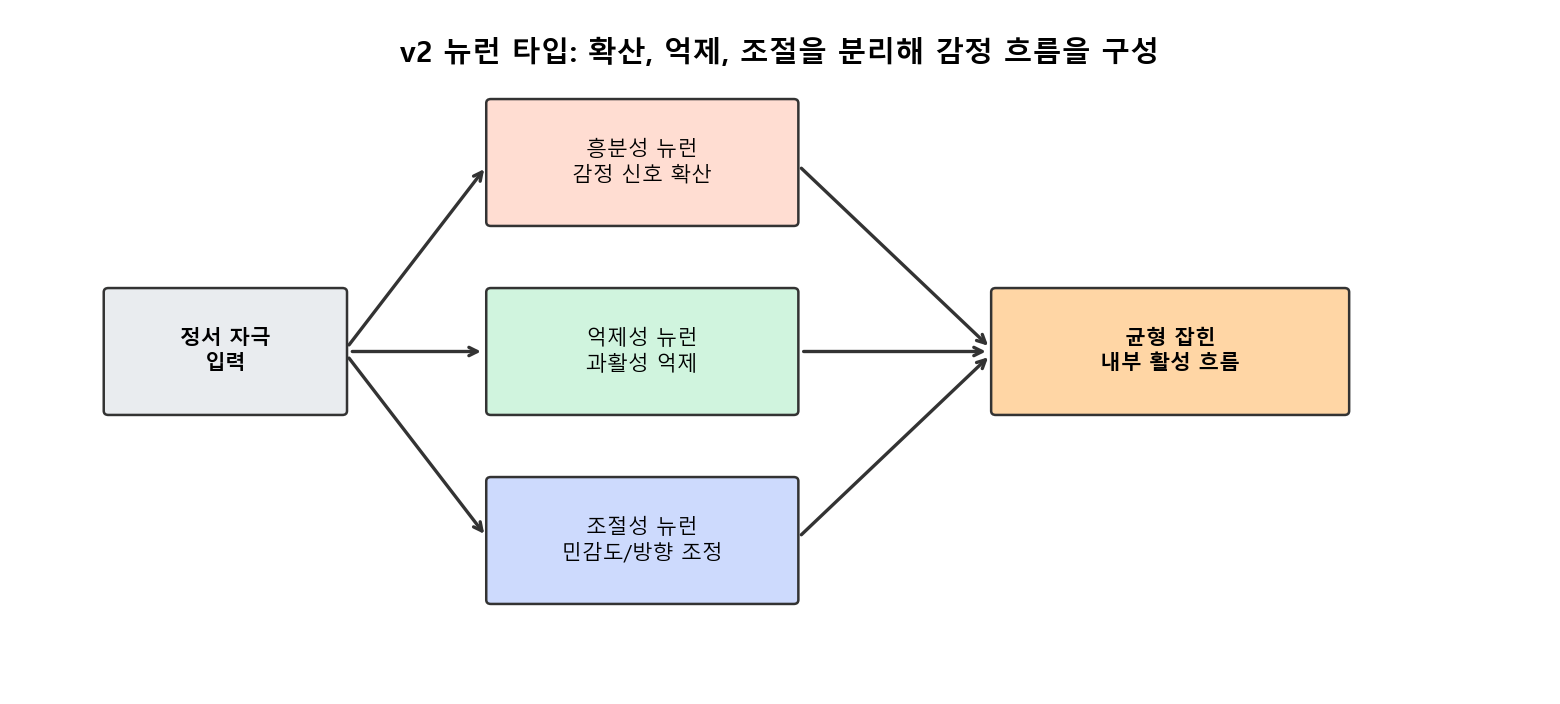 v2 뉴런 타입: 확산, 억제, 조절을 분리해 감정 흐름을 구성
흥분성 뉴런
감정 신호 확산
정서 자극
입력
억제성 뉴런
과활성 억제
균형 잡힌
내부 활성 흐름
조절성 뉴런
민감도/방향 조정